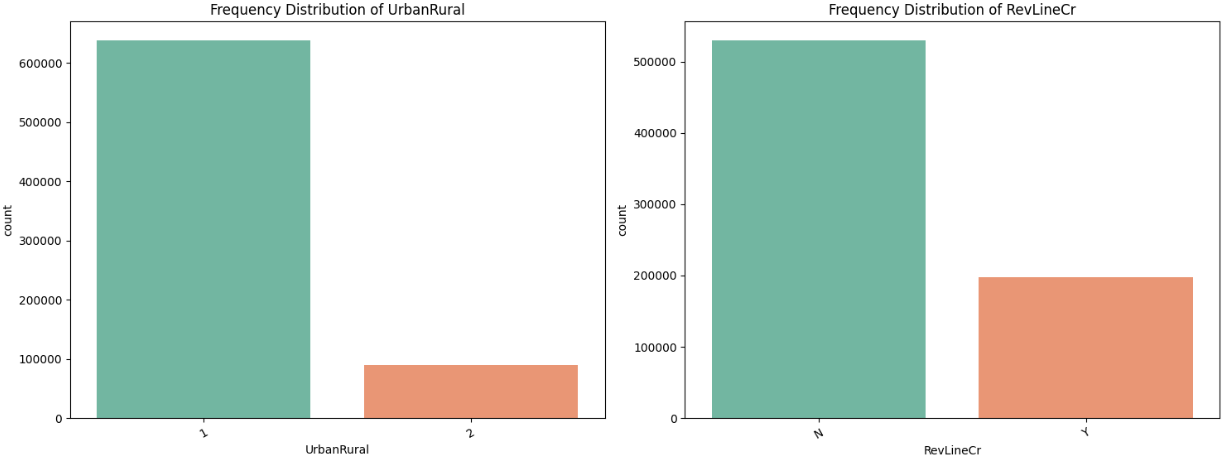 Frequency Distribution of UrbanRural
600000
500000
400000
300000
200000
100000
0
count
1
2
UrbanRural
Frequency Distribution of RevLineCr
500000
400000
300000
200000
100000
0
count
N
Y
RevLineCr